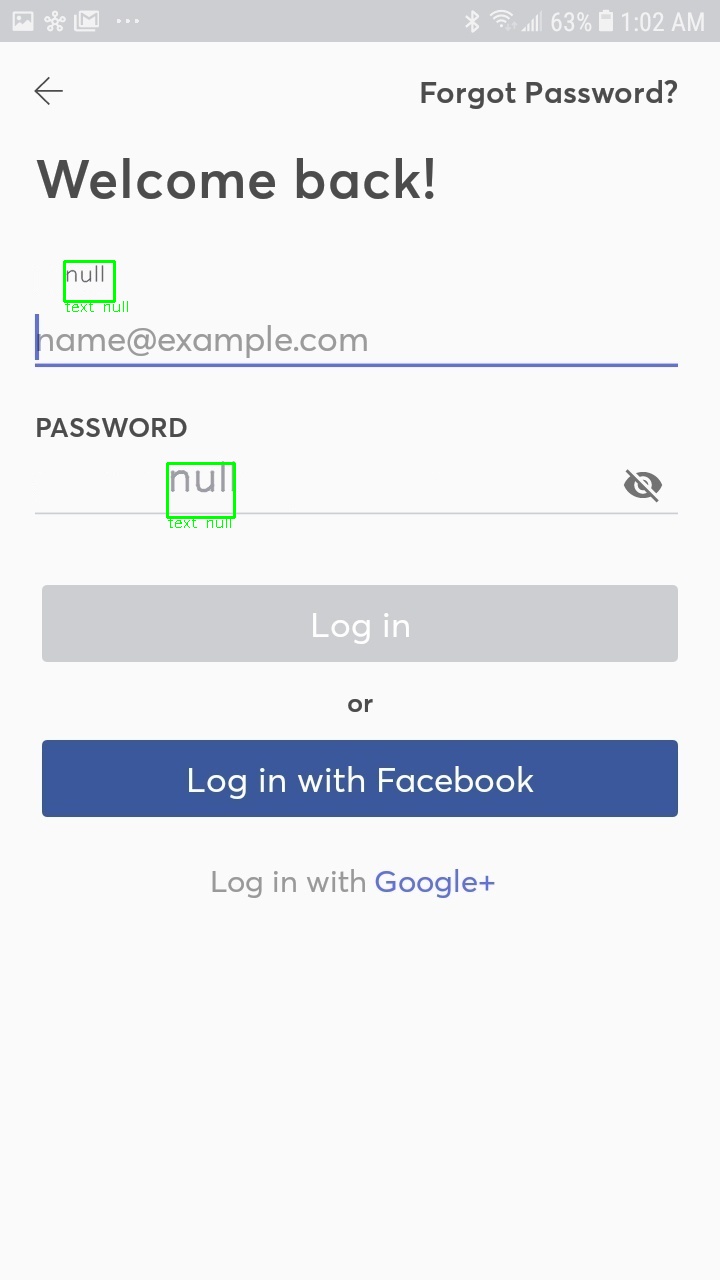 63% 1:02 AM
Forgot Password?
Welcome back!
null
text null
name@example.com
PASSWORD
null
text null
Log in
or
Log in with Facebook
Log in with Google+